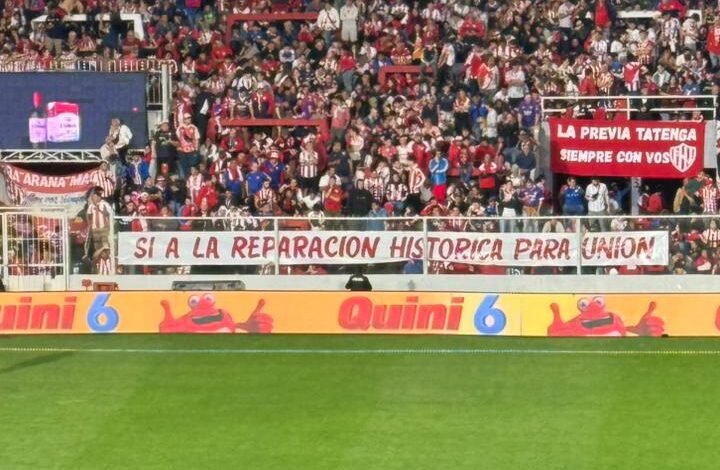 LA PREVIA TATENGA
SIEMPRE CON VOS
ARANA
SI A LA REPARACION HISTORICA PARA UNION
Quini 6
Quini 6